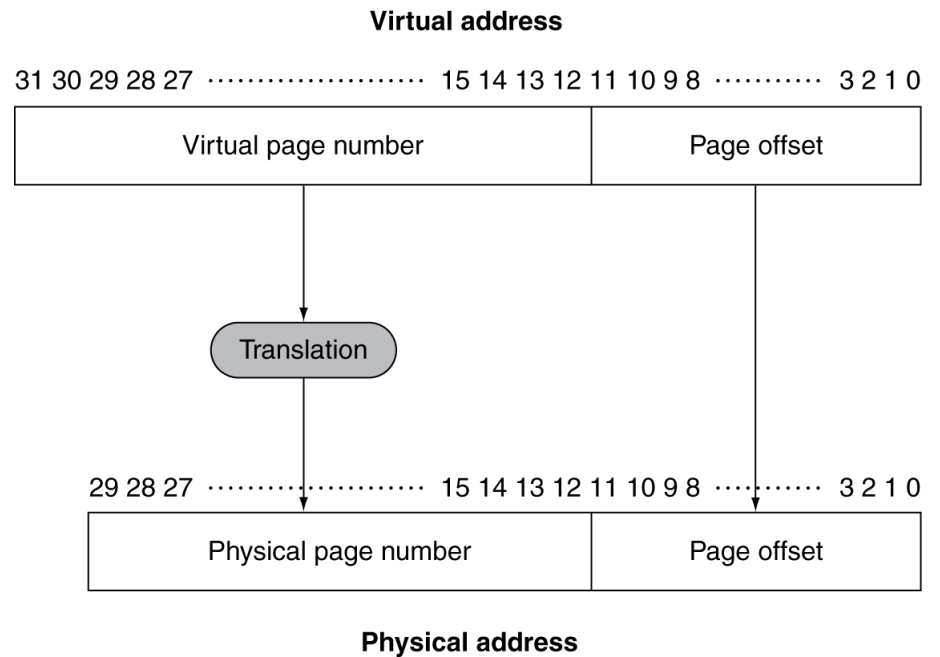 Virtual address
31 30 29 28 27 ······················ 15 14 13 12 11 10 9 8 ··········· 3 2 1 0
Virtual page number Page offset
Translation
29 28 27 ······················ 15 14 13 12 11 10 9 8 ··········· 3 2 1 0
Physical page number Page offset
Physical address